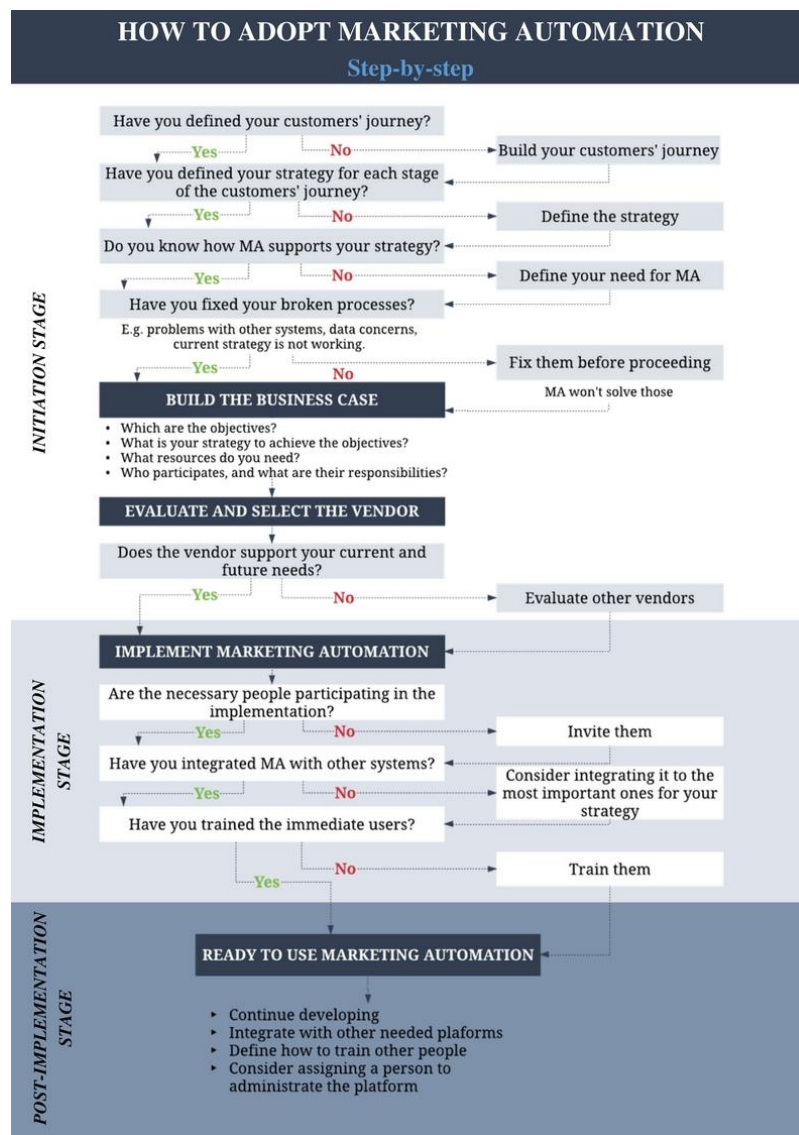 HOW TO ADOPT MARKETING AUTOMATION
Step-by-step
INITIATION STAGE
Have you defined your customers' journey?
Yes
No
Build your customers' journey
Have you defined your strategy for each stage
of the customers' journey?
Yes
No
Define the strategy
Do you know how MA supports your strategy?
Yes
No
Define your need for MA
Have you fixed your broken processes?
E.g. problems with other systems, data concerns,
current strategy is not working.
Yes
No
Fix them before proceeding
MA won't solve those
BUILD THE BUSINESS CASE
• Which are the objectives?
• What is your strategy to achieve the objectives?
• What resources do you need?
• Who participates, and what are their responsibilities?
EVALUATE AND SELECT THE VENDOR
Does the vendor support your current and
future needs?
Yes
No
Evaluate other vendors
IMPLEMENTATION
STAGE
IMPLEMENT MARKETING AUTOMATION
Are the necessary people participating in the
implementation?
Yes
No
Invite them
Have you integrated MA with other systems?
Yes
No
Consider integrating it to the
most important ones for your
strategy
Have you trained the immediate users?
Yes
No
Train them
POST-IMPLEMENTATION
STAGE
READY TO USE MARKETING AUTOMATION
‣ Continue developing
‣ Integrate with other needed plaforms
‣ Define how to train other people
‣ Consider assigning a person to
administrate the platform